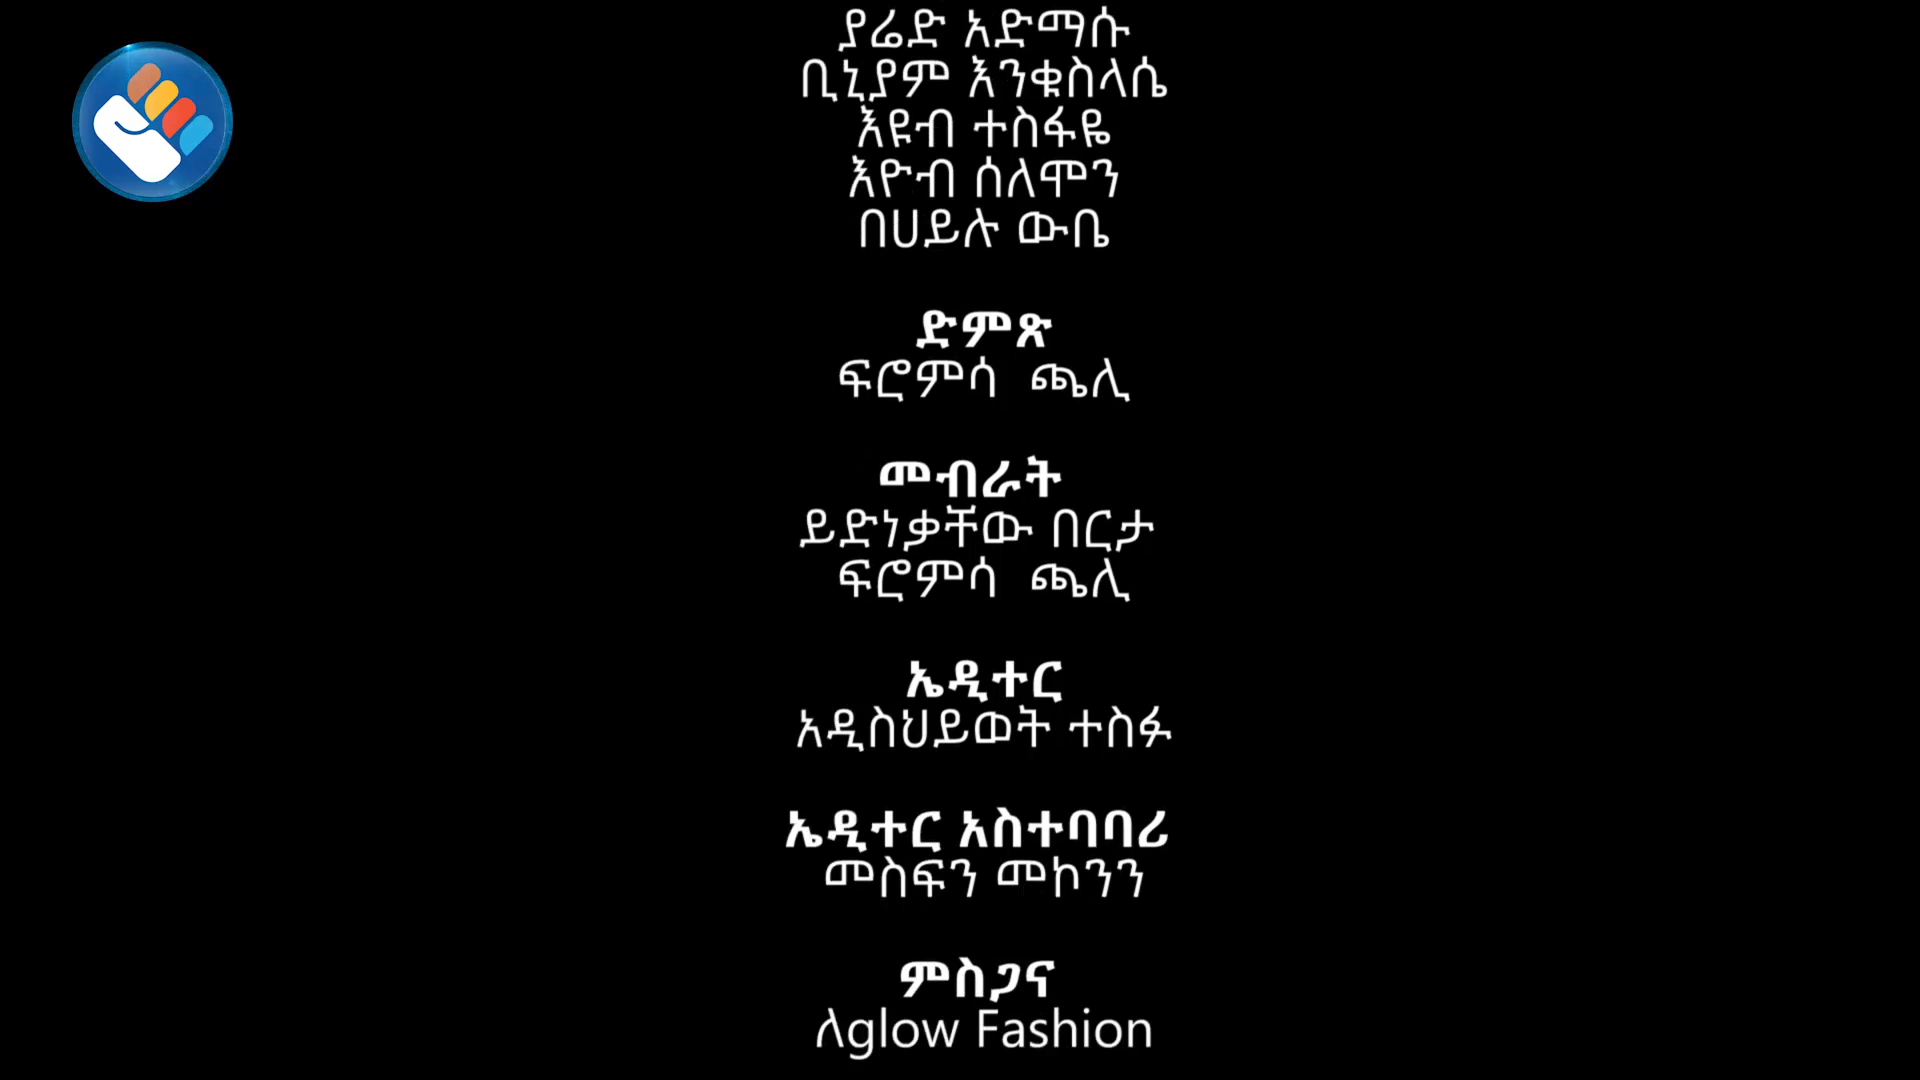 ያሬድ አድማሱ
ቢኒያም እንቁስላሴ
እዩብ ተስፋዬ
እዮብ ሰለሞን
በሀይሉ ውቤ
ድምጽ
ፍሮምሳ ጫሊ
መብራት
ይድነቃቸው በርታ
ፍሮምሳ ጫሊ
ኤዲተር
አዲስህይወት ተስፉ
ኤዲተር አስተባባሪ
መስፍን መኮንን
ምስጋና
ለglow Fashion